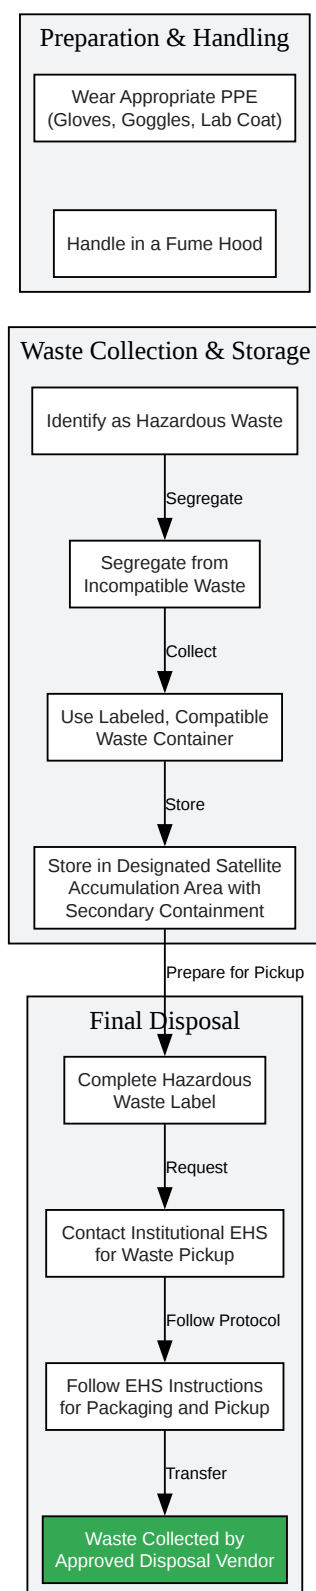 Preparation & Handling
Wear Appropriate PPE
(Gloves, Goggles, Lab Coat)
Handle in a Fume Hood
Waste Collection & Storage
Identify as Hazardous Waste
Segregate
Segregate from
Incompatible Waste
Collect
Use Labeled, Compatible
Waste Container
Store
Store in Designated Satellite
Accumulation Area with
Secondary Containment
Prepare for Pickup
Final Disposal
Complete Hazardous
Waste Label
Request
Contact Institutional EHS
for Waste Pickup
Follow Protocol
Follow EHS Instructions
for Packaging and Pickup
Transfer
Waste Collected by
Approved Disposal Vendor